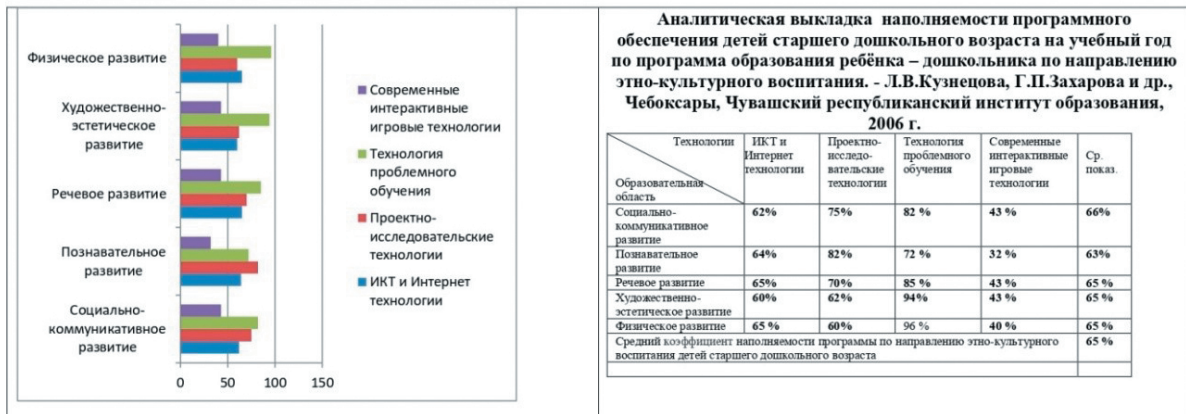 Физическое развитие
Художественно-
эстетическое
развитие
Речевое развитие
Познавательное
развитие
Социально-
коммуникативное
развитие
0 50 100 150
Современные
интерактивные
игровые технологии
Технология
проблемного
обучения
Проектно-
исследовательские
технологии
ИКТ и Интернет
технологии
Аналитическая выкладка наполняемости программного
обеспечения детей старшего дошкольного возраста на учебный год
по программа образования ребёнка – дошкольника по направлению
этно-культурного воспитания. - Л.В.Кузнецова, Г.П.Захарова и др.,
Чебоксары, Чувашский республиканский институт образования,
2006 г.
Технологии
Образовательная
область
ИКТ и
Интернет
технологии
Проектно-
исследо-
вательские
технологии
Технология
проблемного
обучения
Современные
интерактивные
игровые
технологии
Ср.
показ.
Социально-
коммуникативное
развитие
62% 75% 82 % 43 % 66%
Познавательное
развитие
64% 82% 72 % 32 % 63%
Речевое развитие 65% 70% 85 % 43 % 65 %
Художественно-
эстетическое развитие
60% 62% 94% 43 % 65 %
Физическое развитие 65 % 60% 96 % 40 % 65 %
Средний коэффициент наполняемости программы по направлению этно-культурного
воспитания детей старшего дошкольного возраста
65 %